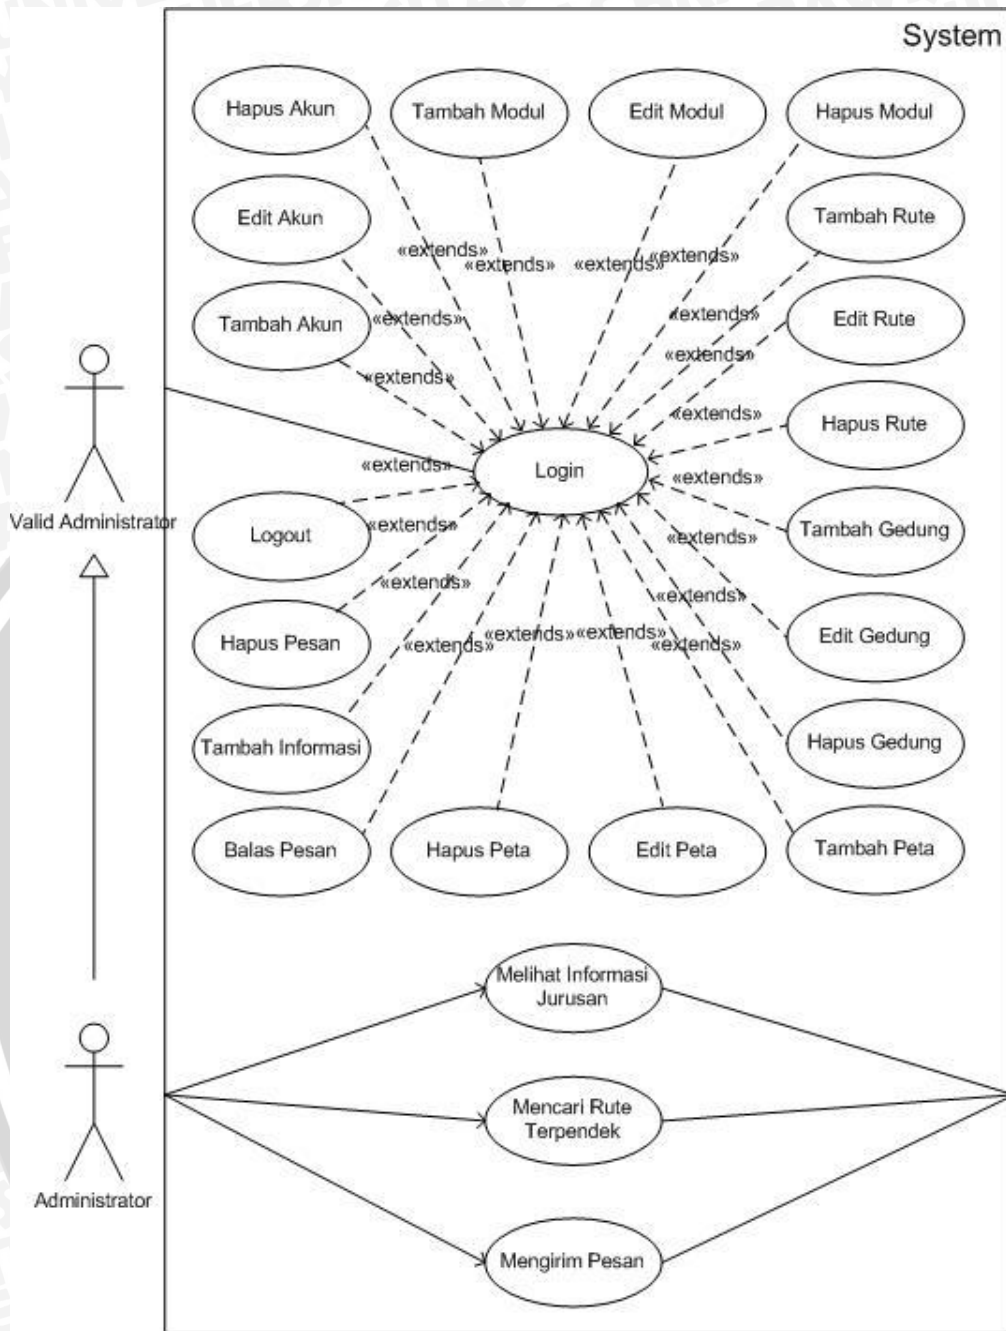 System
Hapus Akun
Tambah Modul
Edit Modul
Hapus Modul
Edit Akun
Tambah Rute
«extends»
«extends»
«extends»
«extends»
Tambah Akun
«extends»
«extends»
Edit Rute
«extends»
«extends»
«extends»
Hapus Rute
Login
«extends»
«extends»
Valid Administrator
Logout
«extends»
«extends»
Tambah Gedung
«extends»
«extends»
Hapus Pesan
«extends»
«extends»
«extends»
«extends»
Edit Gedung
Tambah Informasi
Hapus Gedung
Balas Pesan
Hapus Peta
Edit Peta
Tambah Peta
Melihat Informasi
Jurusan
Mencari Rute
Terpendek
Administrator
Mengirim Pesan